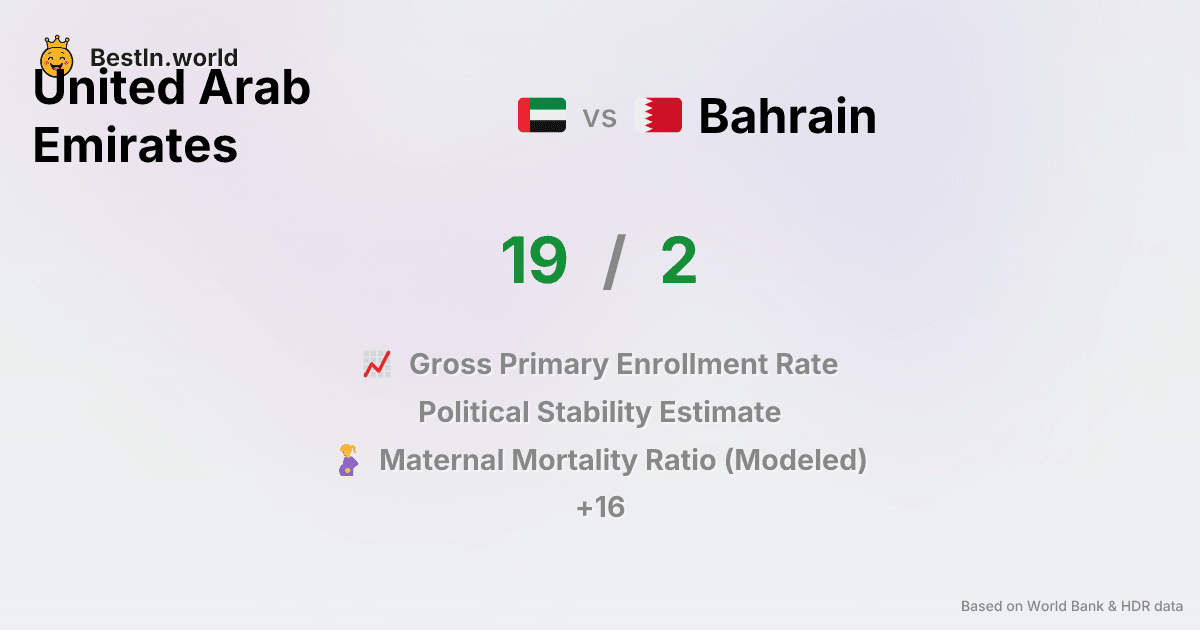 BestIn.world
United Arab
Emirates
vs
Bahrain
19 / 2
Gross Primary Enrollment Rate
Political Stability Estimate
Maternal Mortality Ratio (Modeled)
+16
Based on World Bank & HDR data